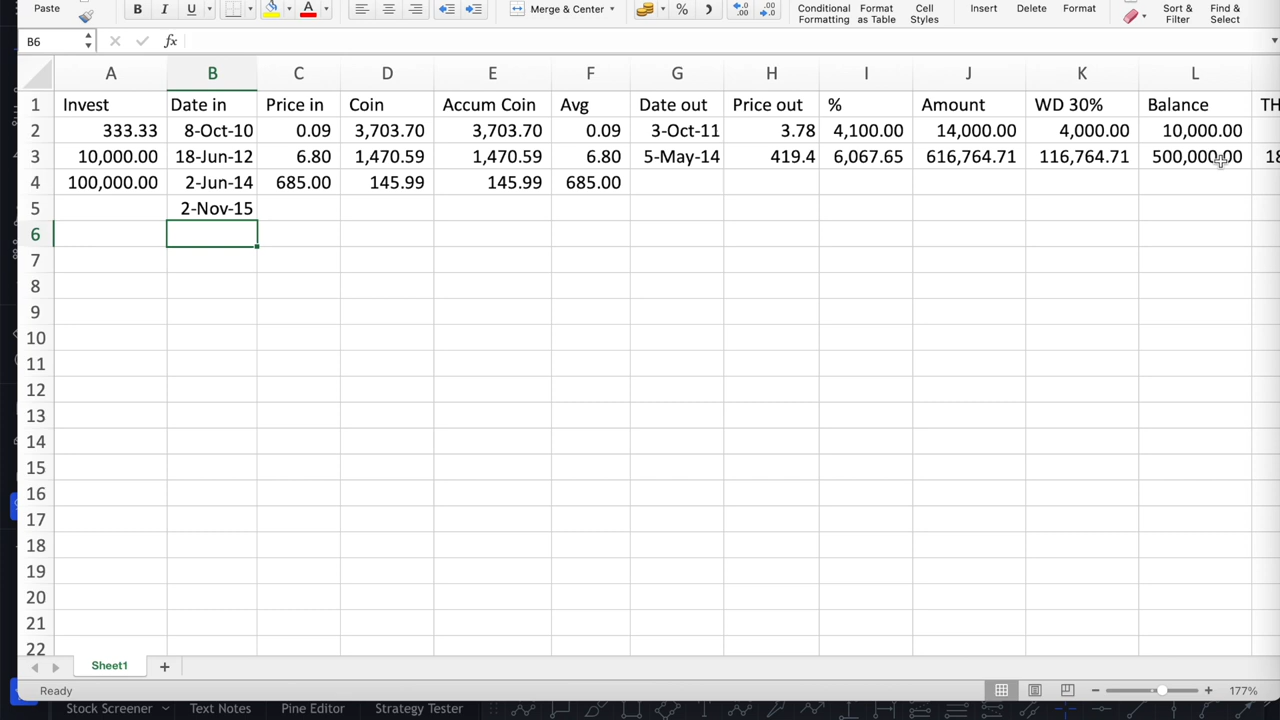 Paste B I U Merge & Center % Conditional Formatting Format as Table Cell Styles Insert Delete Format Sort & Filter Find & Select
B6 fx
A B C D E F G H I J K L
1 Invest Date in Price in Coin Accum Coin Avg Date out Price out % Amount WD 30% Balance TH
2 333.33 8-Oct-10 0.09 3,703.70 3,703.70 0.09 3-Oct-11 3.78 4,100.00 14,000.00 4,000.00 10,000.00
3 10,000.00 18-Jun-12 6.80 1,470.59 1,470.59 6.80 5-May-14 419.4 6,067.65 616,764.71 116,764.71 500,000.00 18
4 100,000.00 2-Jun-14 685.00 145.99 145.99 685.00
5 2-Nov-15
6
7
8
9
10
11
12
13
14
15
16
17
18
19
20
21
22
Sheet1
Ready 177%
Stock Screener Text Notes Pine Editor Strategy Tester